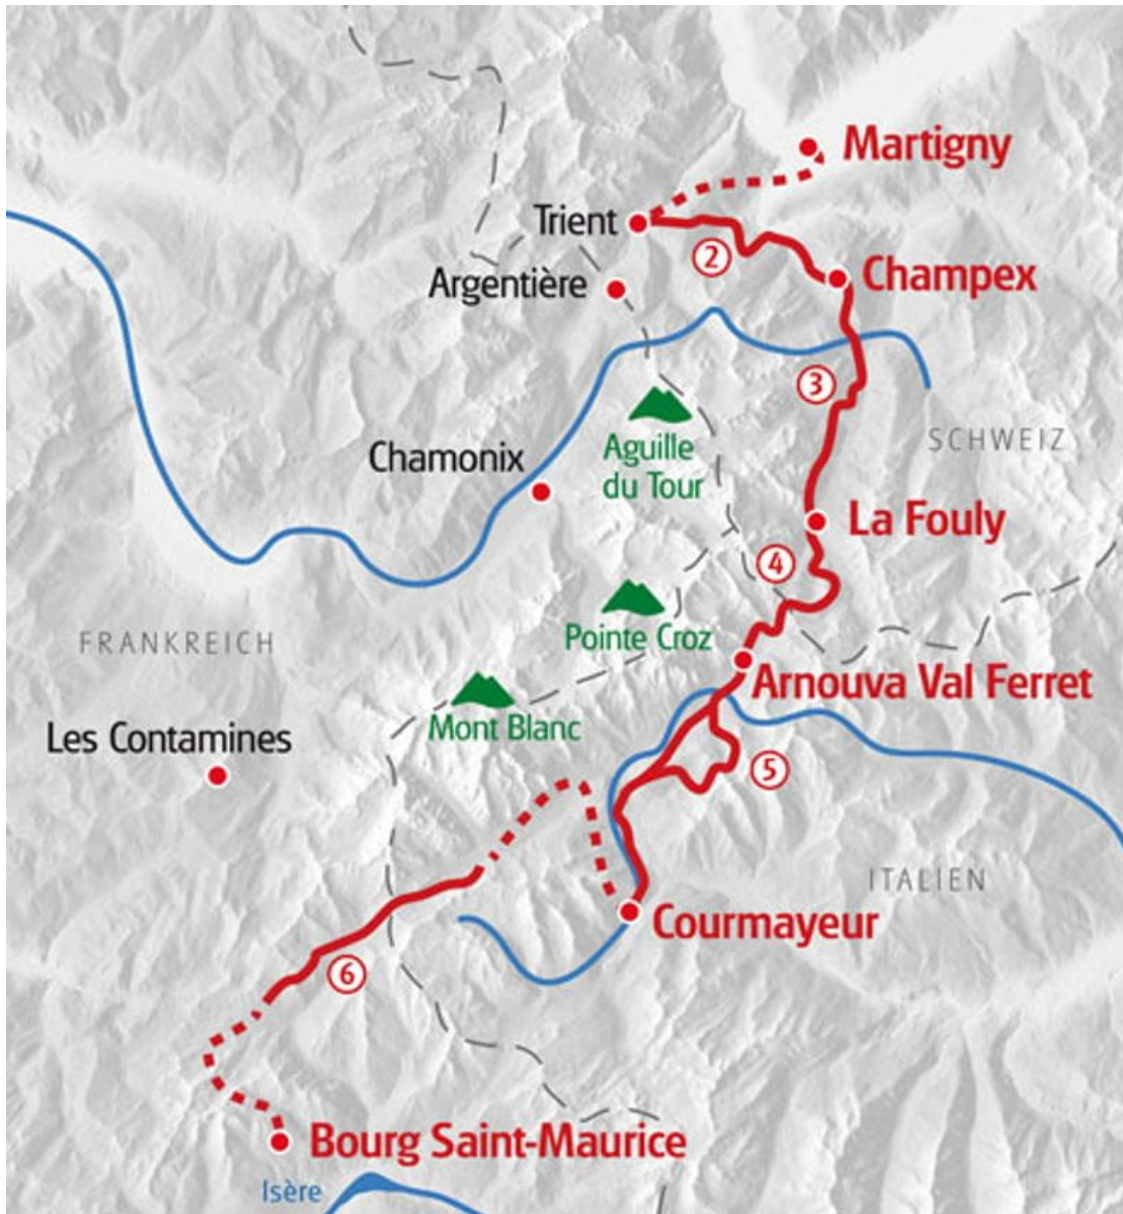 Martigny
Trient
②
Champex
Argentière
③
Aguille
du Tour
SCHWEIZ
Chamonix
La Fouly
④
Pointe Croz
FRANKREICH
Arnouva Val Ferret
Mont Blanc
Les Contamines
⑤
ITALIEN
Courmayeur
⑥
Bourg Saint-Maurice
Isère